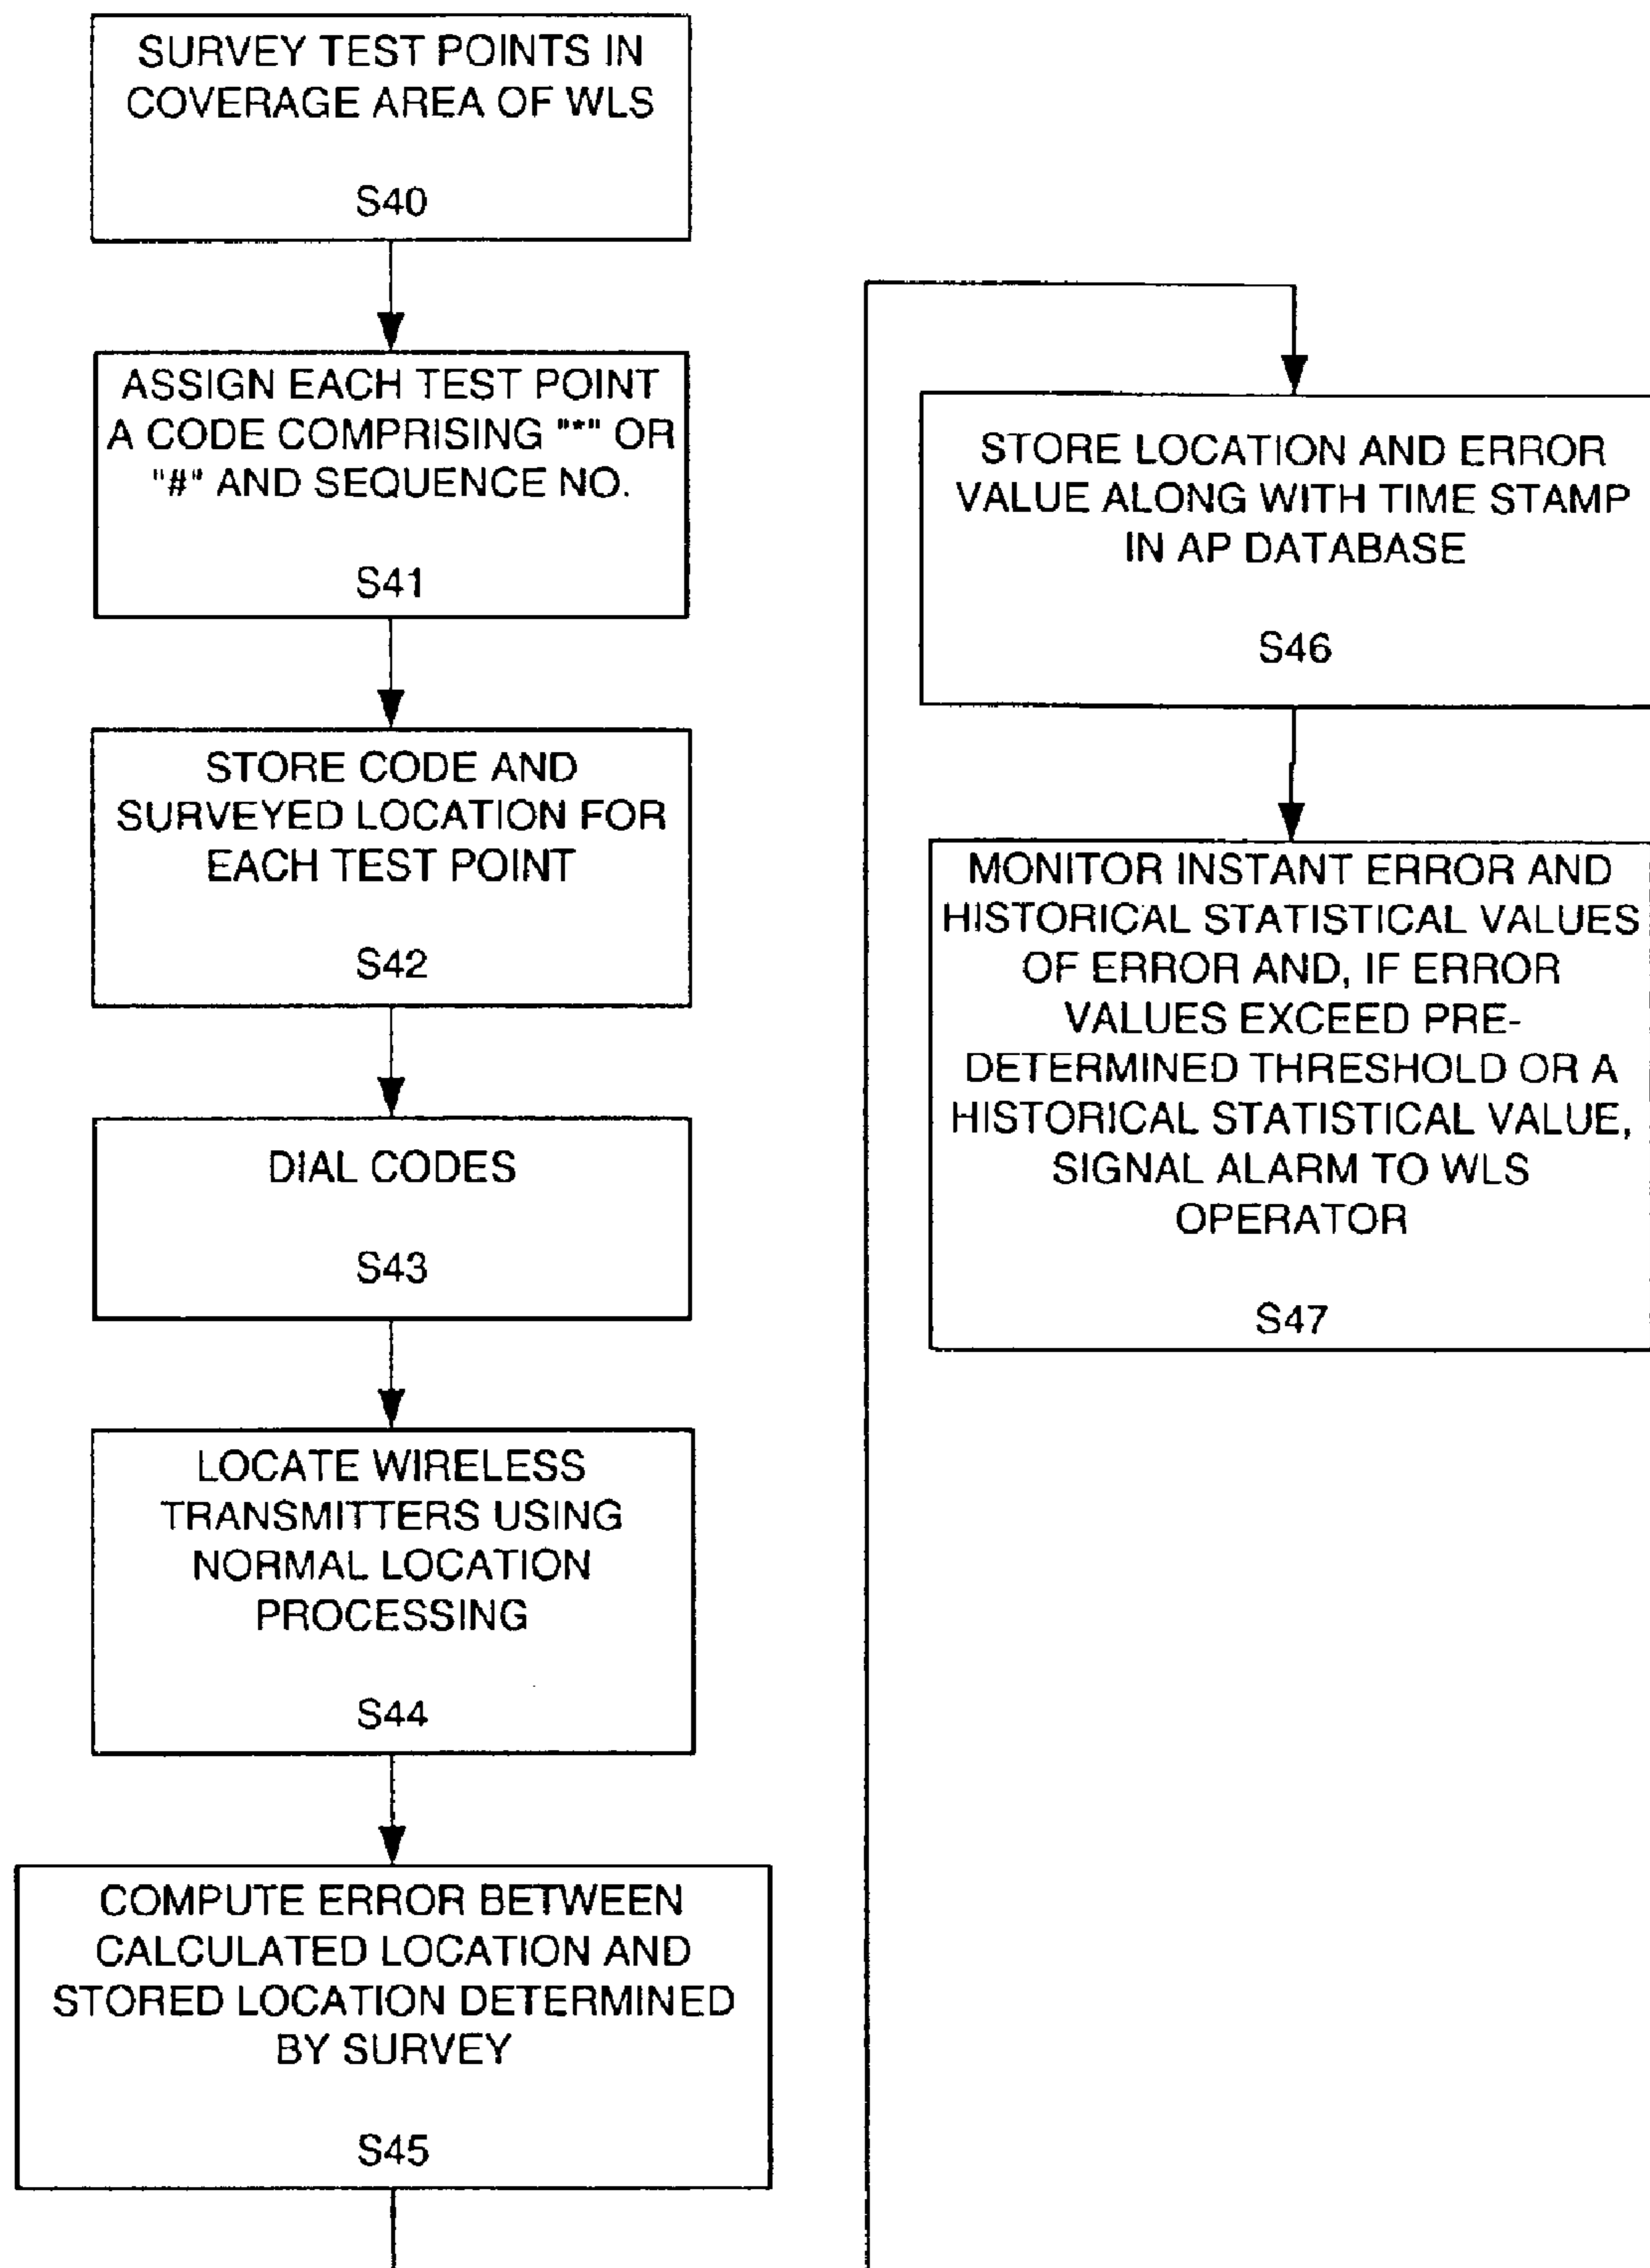 SURVEY TEST POINTS IN
COVERAGE AREA OF WLS
S40
ASSIGN EACH TEST POINT
A CODE COMPRISING "*" OR
"#" AND SEQUENCE NO.
S41
STORE CODE AND
SURVEYED LOCATION FOR
EACH TEST POINT
S42
DIAL CODES
S43
LOCATE WIRELESS
TRANSMITTERS USING
NORMAL LOCATION
PROCESSING
S44
COMPUTE ERROR BETWEEN
CALCULATED LOCATION AND
STORED LOCATION DETERMINED
BY SURVEY
S45
STORE LOCATION AND ERROR
VALUE ALONG WITH TIME STAMP
IN AP DATABASE
S46
MONITOR INSTANT ERROR AND
HISTORICAL STATISTICAL VALUES
OF ERROR AND, IF ERROR
VALUES EXCEED PRE-
DETERMINED THRESHOLD OR A
HISTORICAL STATISTICAL VALUE,
SIGNAL ALARM TO WLS
OPERATOR
S47